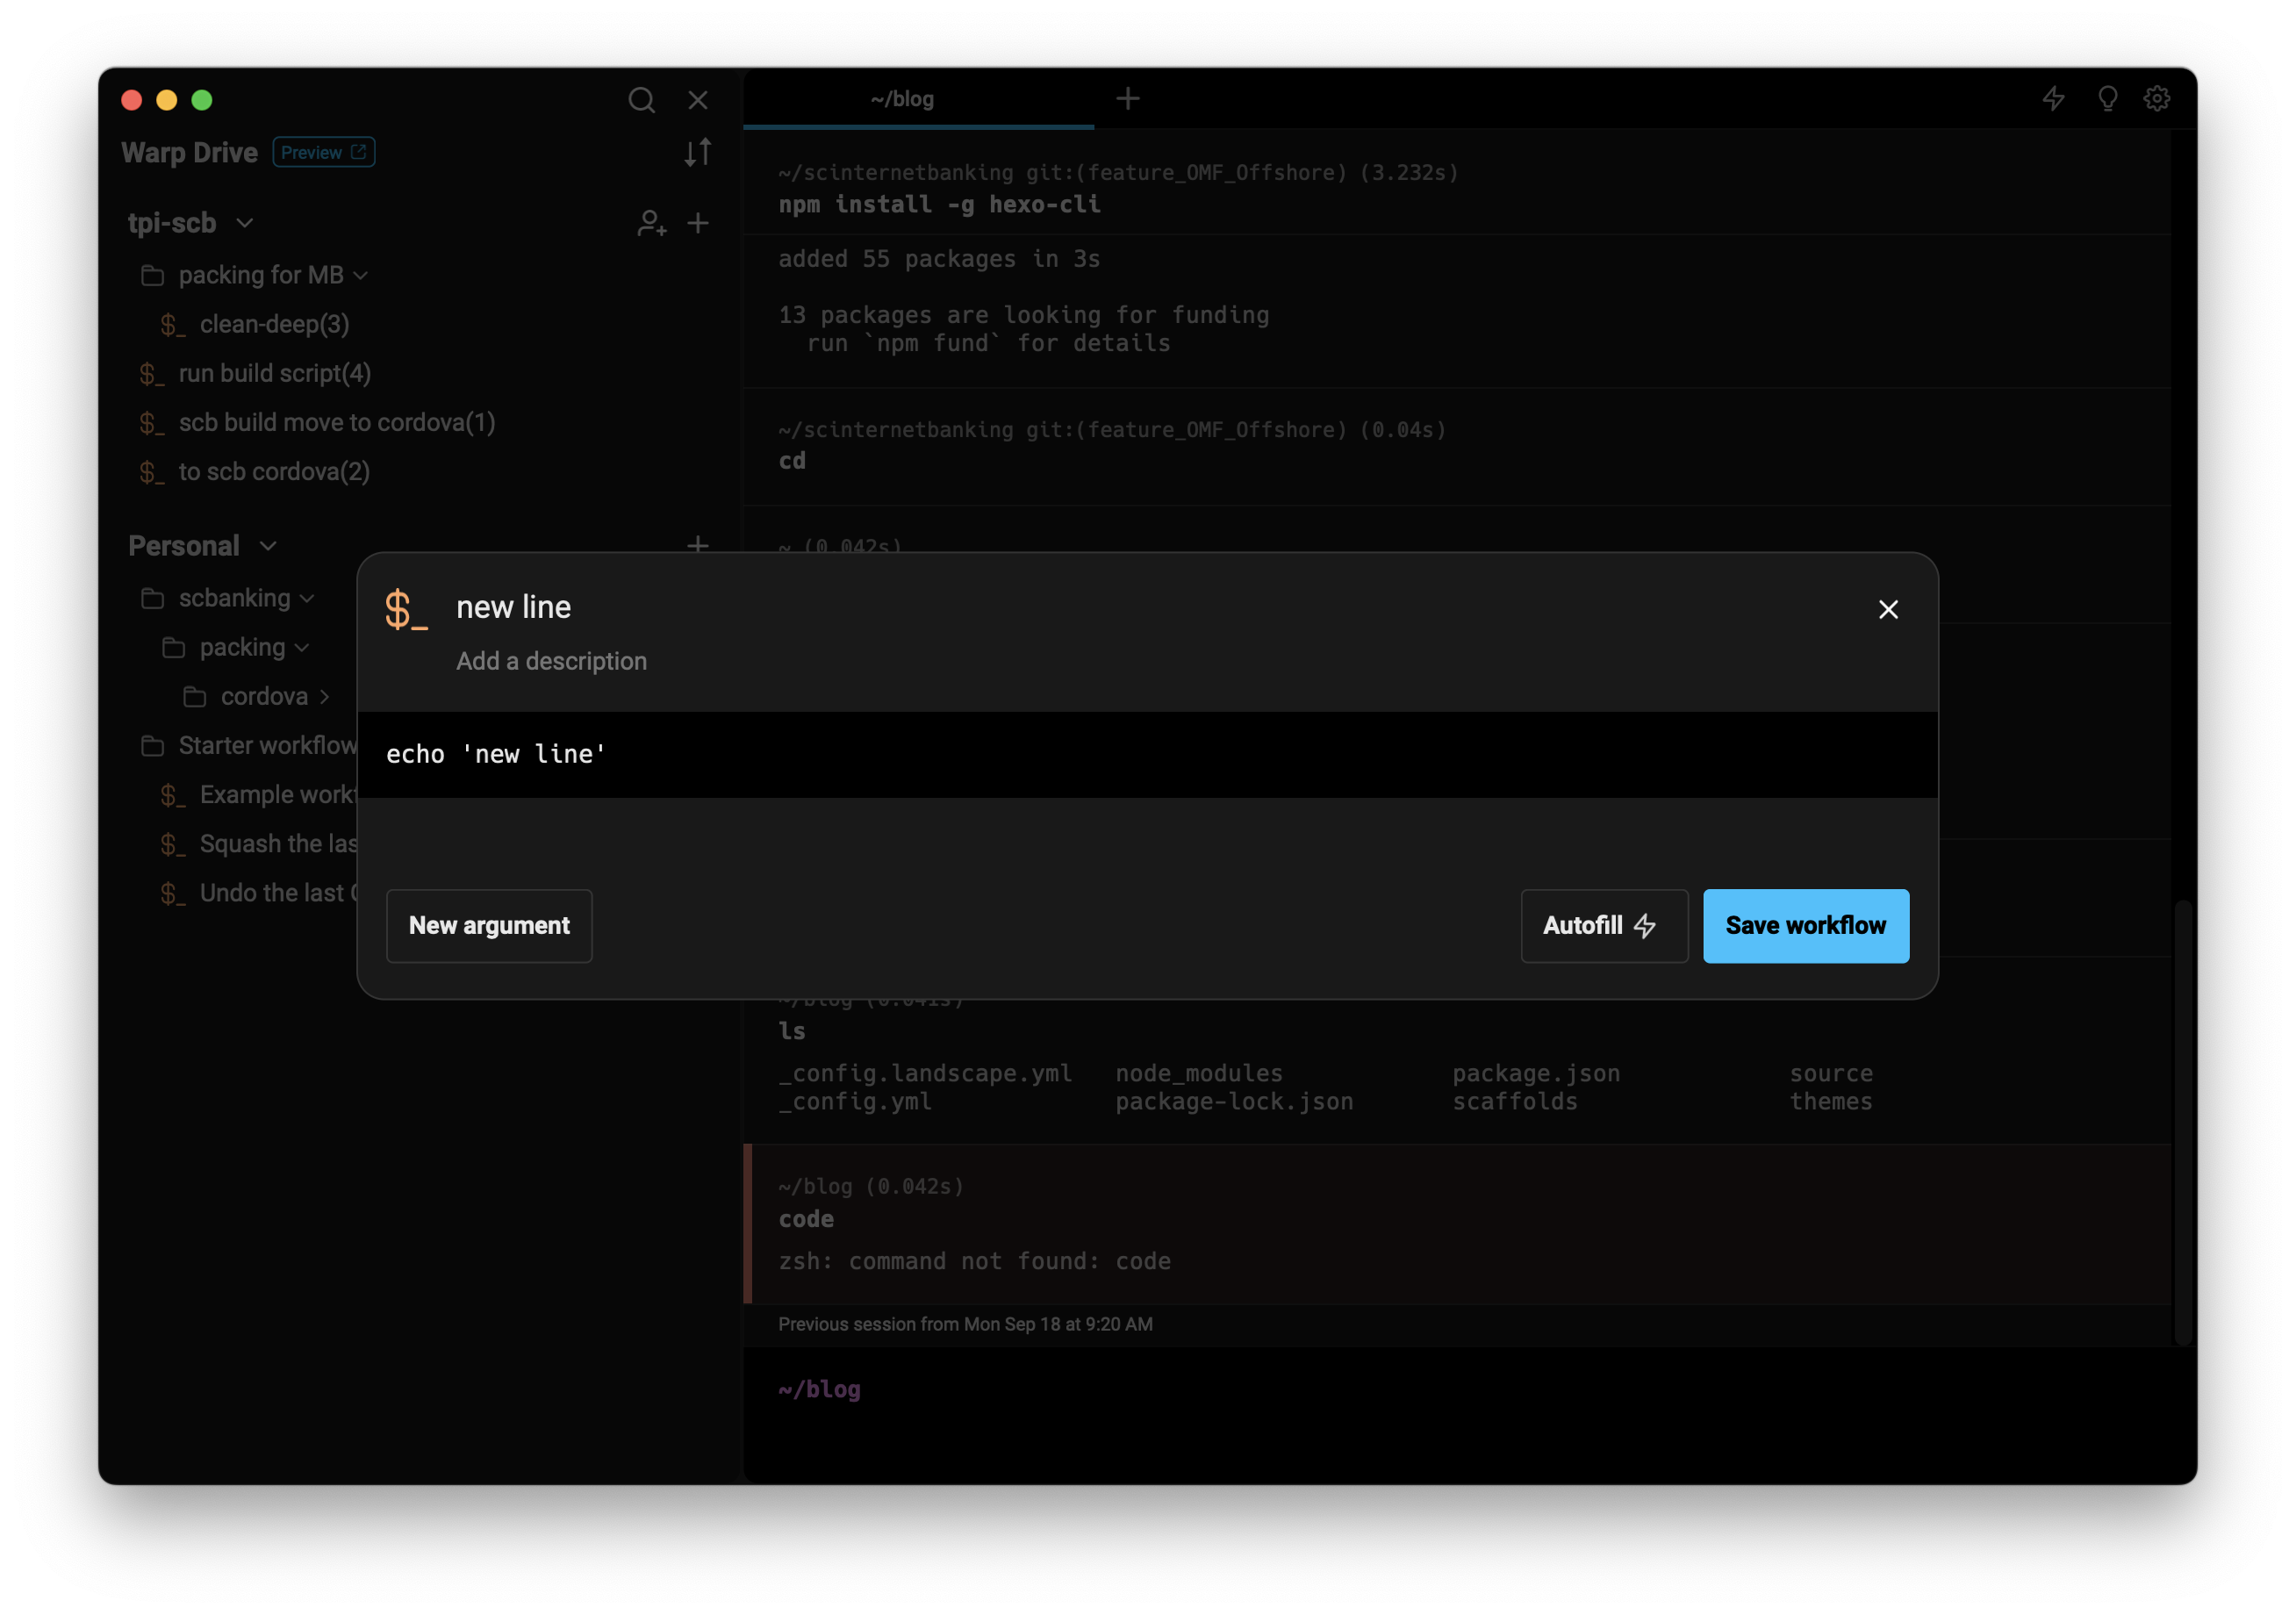 ~/blog
Warp Drive Preview
tpi-scb
packing for MB
$_ clean-deep(3)
$_ run build script(4)
$_ scb build move to cordova(1)
$_ to scb cordova(2)
Personal
scbanking
packing
cordova
Starter workflow
$_ Example workf
$_ Squash the las
$_ Undo the last
~/scinternetbanking git:(feature_OMF_Offshore) (3.232s)
npm install -g hexo-cli
added 55 packages in 3s
13 packages are looking for funding
run `npm fund` for details
~/scinternetbanking git:(feature_OMF_Offshore) (0.04s)
cd
~ (0.042s)
$_ new line
Add a description
echo 'new line'
New argument
Autofill
Save workflow
~/blog (0.041s)
ls
_config.landscape.yml node_modules package.json source
_config.yml package-lock.json scaffolds themes
~/blog (0.042s)
code
zsh: command not found: code
Previous session from Mon Sep 18 at 9:20 AM
~/blog